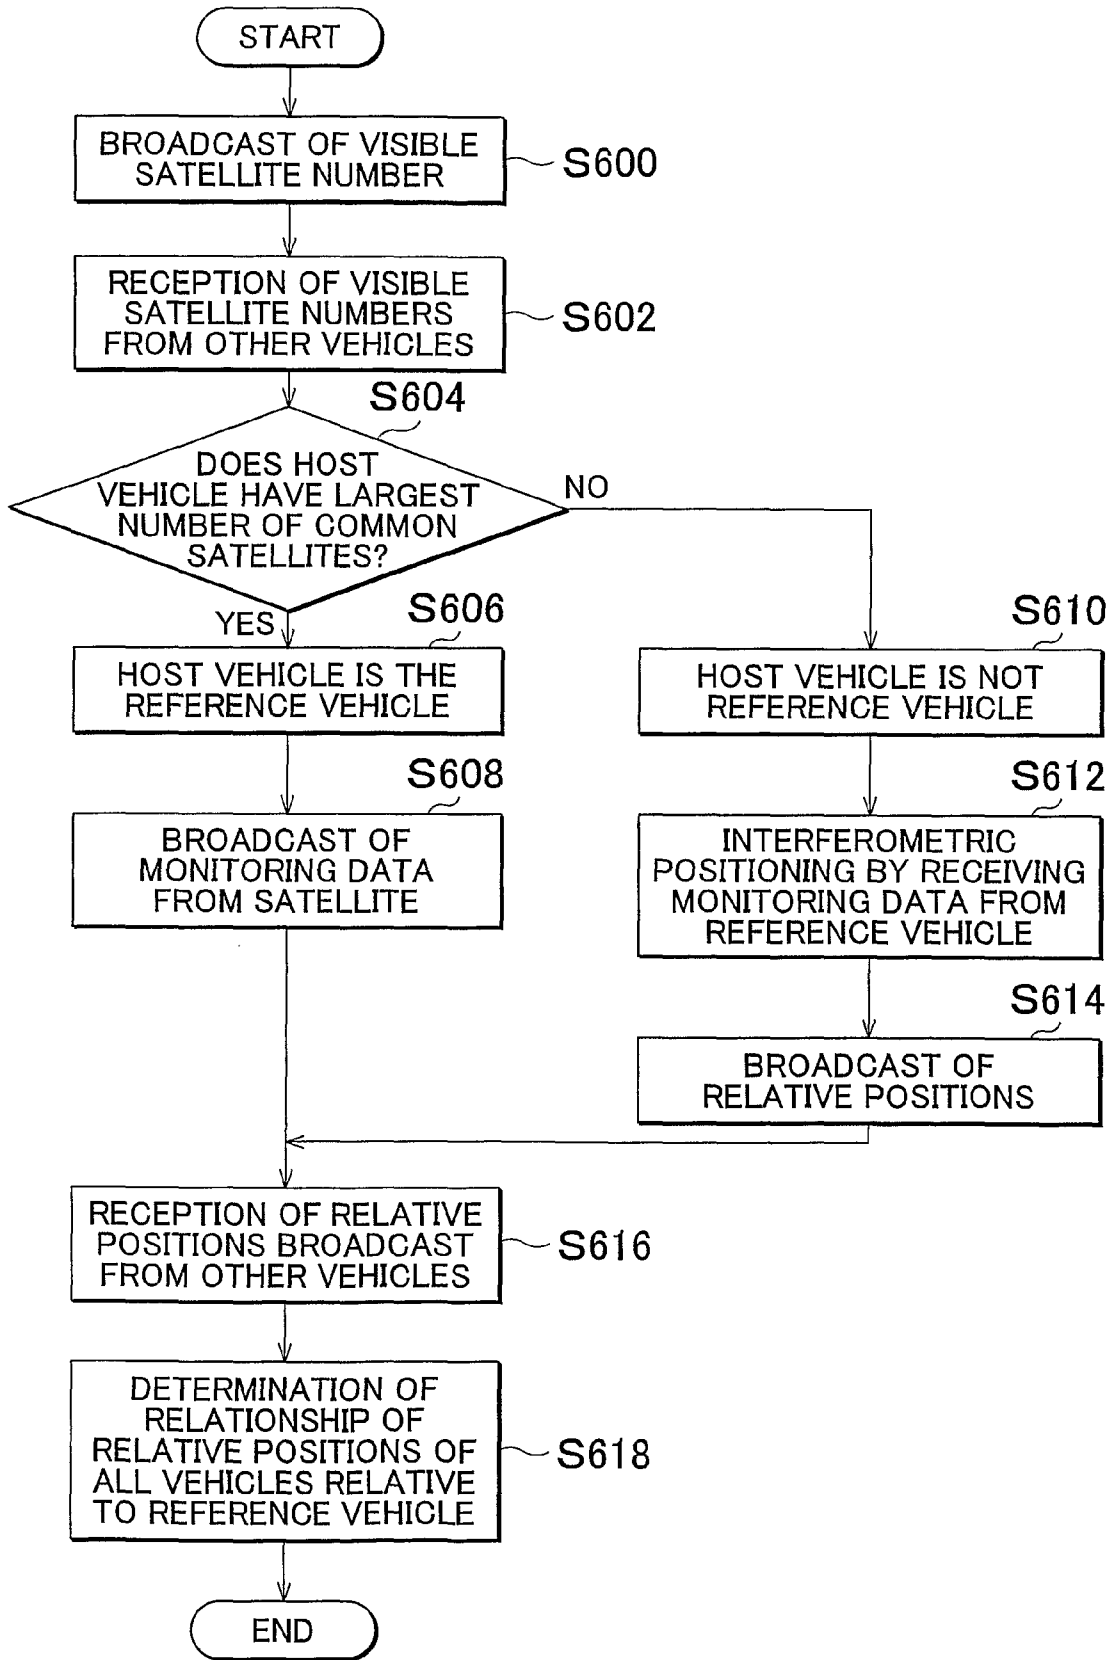 START
BROADCAST OF VISIBLE
SATELLITE NUMBER
S600
RECEPTION OF VISIBLE
SATELLITE NUMBERS
FROM OTHER VEHICLES
S602
S604
DOES HOST
VEHICLE HAVE LARGEST
NUMBER OF COMMON
SATELLITES?
NO
YES
S606
HOST VEHICLE IS THE
REFERENCE VEHICLE
S610
HOST VEHICLE IS NOT
REFERENCE VEHICLE
S608
BROADCAST OF
MONITORING DATA
FROM SATELLITE
S612
INTERFEROMETRIC
POSITIONING BY RECEIVING
MONITORING DATA FROM
REFERENCE VEHICLE
S614
BROADCAST OF
RELATIVE POSITIONS
RECEPTION OF RELATIVE
POSITIONS BROADCAST
FROM OTHER VEHICLES
S616
DETERMINATION OF
RELATIONSHIP OF
RELATIVE POSITIONS OF
ALL VEHICLES RELATIVE
TO REFERENCE VEHICLE
S618
END